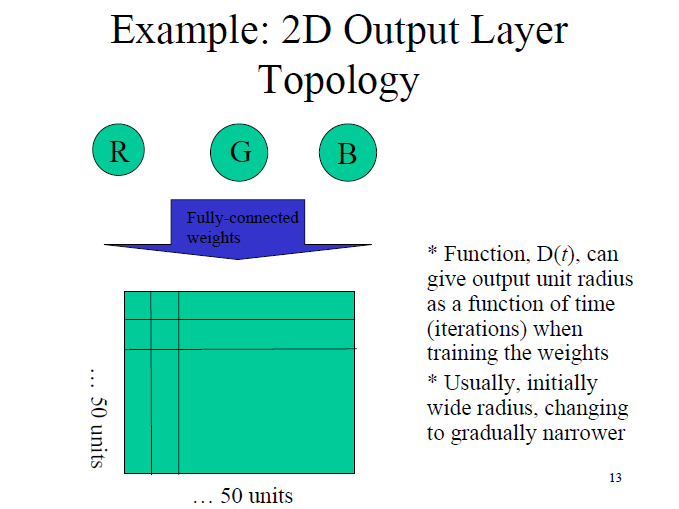 Example: 2D Output Layer
Topology
R G B
Fully-connected
weights
* Function, D(t), can
give output unit radius
as a function of time
(iterations) when
training the weights
* Usually, initially
wide radius, changing
to gradually narrower
… 50 units
… 50 units
13